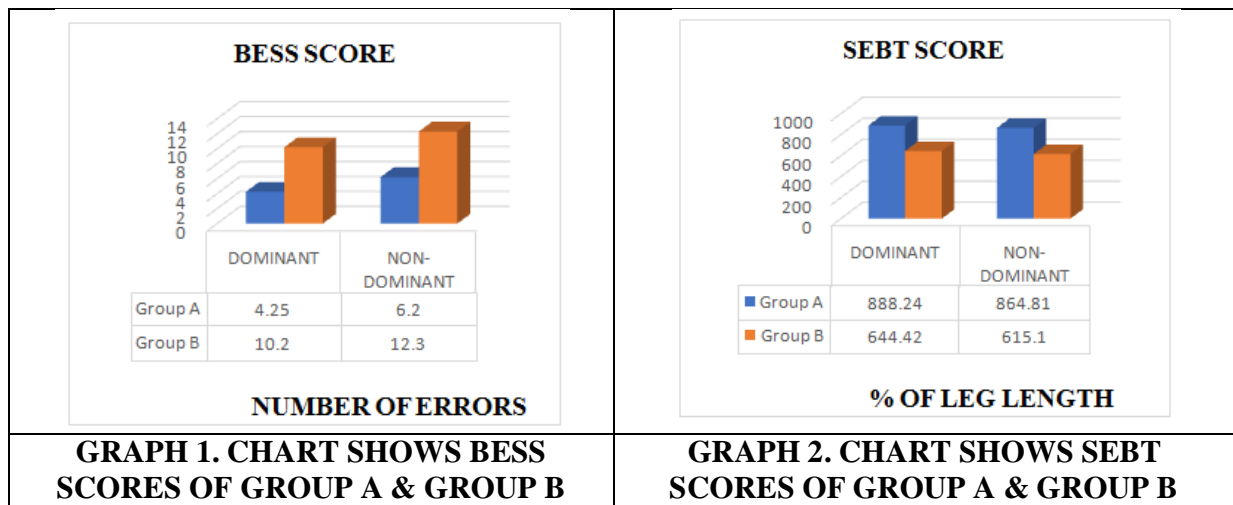 BESS SCORE
14
12
10
8
6
4
2
0
DOMINANT NON-
DOMINANT
Group A 4.25 6.2
Group B 10.2 12.3
NUMBER OF ERRORS
GRAPH 1. CHART SHOWS BESS
SCORES OF GROUP A & GROUP B
SEBT SCORE
1000
800
600
400
200
0
DOMINANT NON-
DOMINANT
Group A 888.24 864.81
Group B 644.42 615.1
% OF LEG LENGTH
GRAPH 2. CHART SHOWS SEBT
SCORES OF GROUP A & GROUP B